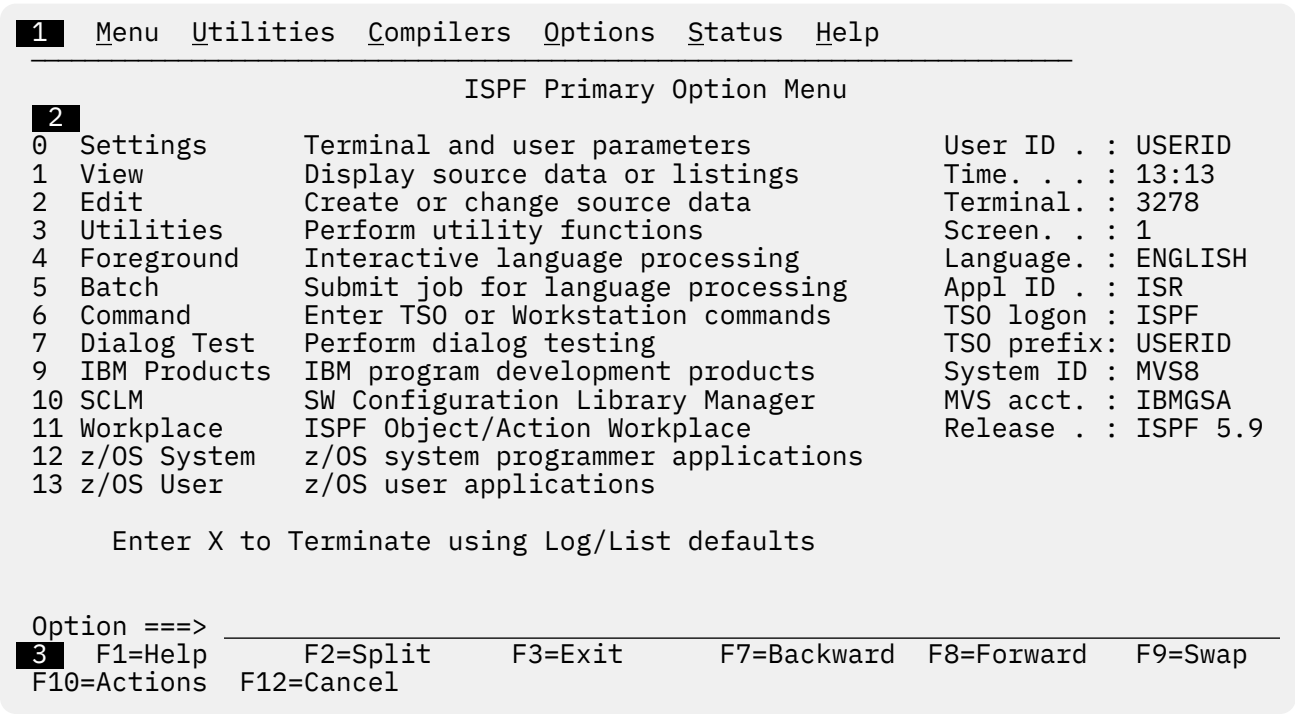 1 Menu Utilities Compilers Options Status Help
ISPF Primary Option Menu
2
0 Settings Terminal and user parameters User ID . : USERID
1 View Display source data or listings Time. . . : 13:13
2 Edit Create or change source data Terminal. : 3278
3 Utilities Perform utility functions Screen. . : 1
4 Foreground Interactive language processing Language. : ENGLISH
5 Batch Submit job for language processing Appl ID . : ISR
6 Command Enter TSO or Workstation commands TSO logon : ISPF
7 Dialog Test Perform dialog testing TSO prefix: USERID
9 IBM Products IBM program development products System ID : MVS8
10 SCLM SW Configuration Library Manager MVS acct. : IBMGSA
11 Workplace ISPF Object/Action Workplace Release . : ISPF 5.9
12 z/OS System z/OS system programmer applications
13 z/OS User z/OS user applications
Enter X to Terminate using Log/List defaults
Option ===>
3 F1=Help F2=Split F3=Exit F7=Backward F8=Forward F9=Swap
F10=Actions F12=Cancel